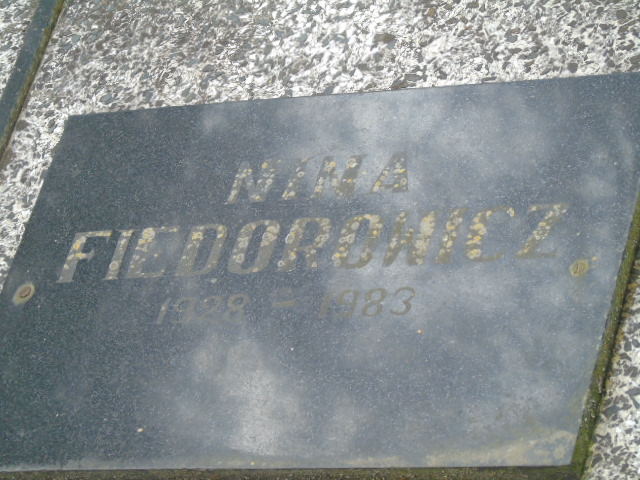 NINA
FIEDOROWICZ
1928 - 1983